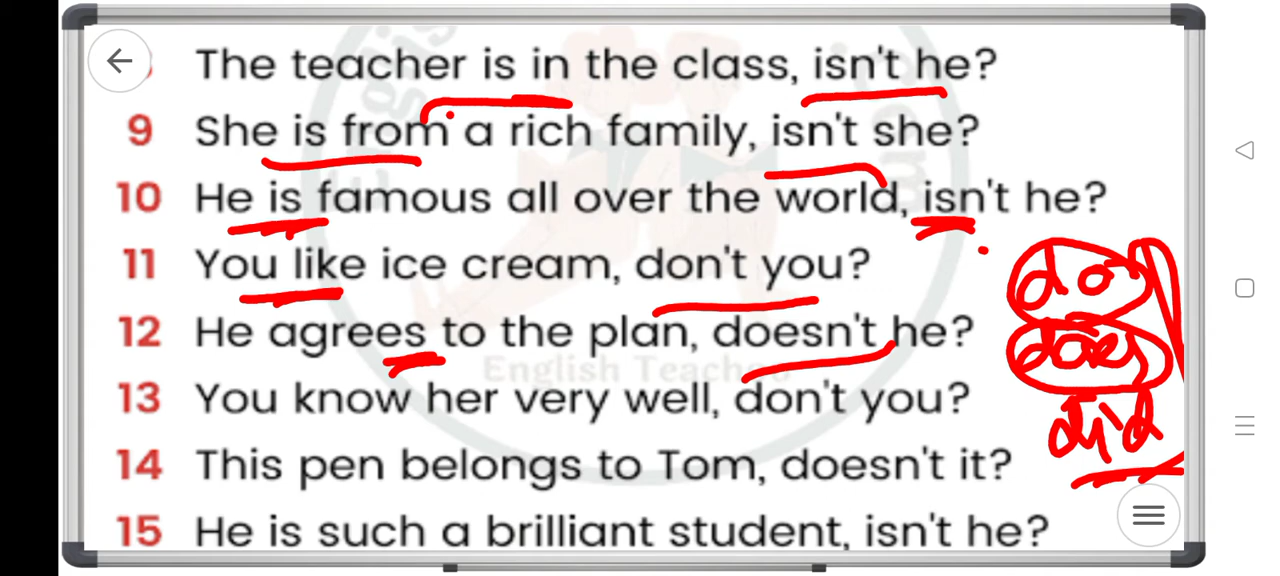 The teacher is in the class, isn't he?
9 She is from a rich family, isn't she?
10 He is famous all over the world, isn't he?
11 You like ice cream, don't you?
do
12 He agrees to the plan, doesn't he?
does
English Teacher
13 You know her very well, don't you?
did
14 This pen belongs to Tom, doesn't it?
15 He is such a brilliant student, isn't he?